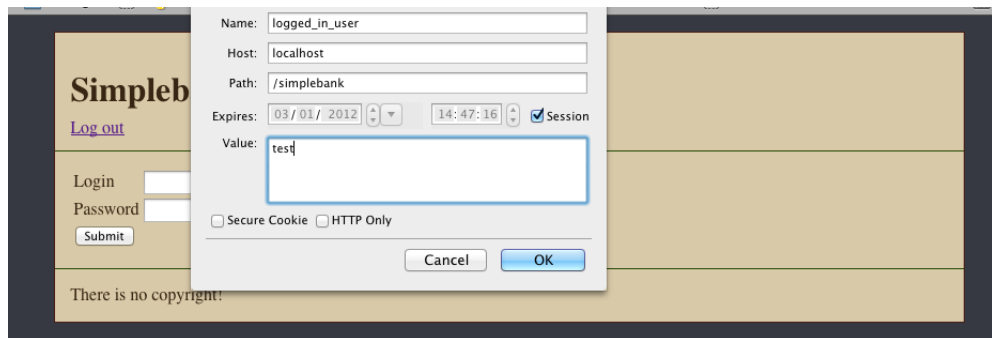 Name: logged_in_user
Host: localhost
Simpleb
Path: /simplebank
Log out
Expires: 03/01/2012 14:47:16 Session
Value: test
Login
Password
Submit
Secure Cookie HTTP Only
Cancel OK
There is no copyright!